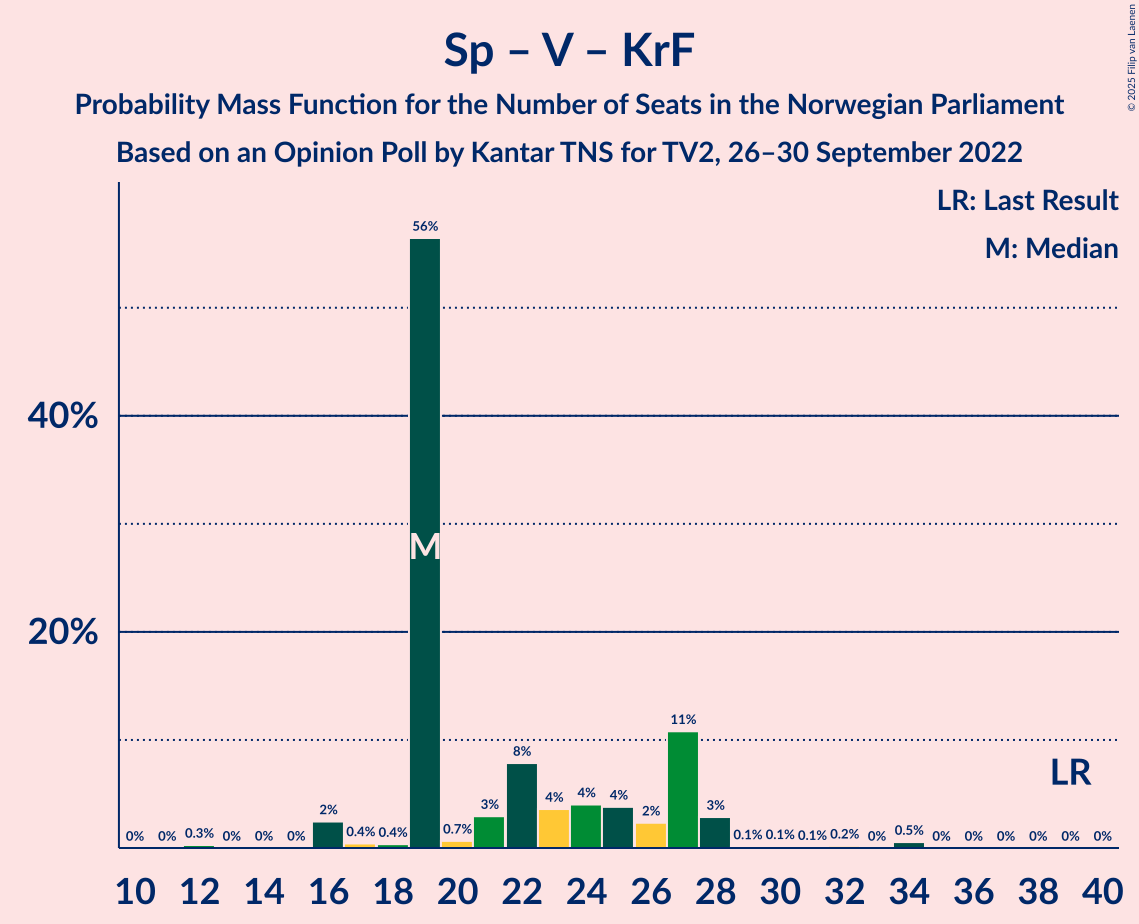 Sp – V – KrF
Probability Mass Function for the Number of Seats in the Norwegian Parliament
Based on an Opinion Poll by Kantar TNS for TV2, 26–30 September 2022
© 2025 Filip van Laenen
LR: Last Result
M: Median
56%
40%
M
20%
11%
8%
LR
4% 4% 4%
3% 3%
2% 2%
0% 0% 0.3% 0% 0% 0% 0.4% 0.4% 0.7% 0.1% 0.1% 0.1% 0.2% 0% 0.5% 0% 0% 0% 0% 0% 0%
10 12 14 16 18 20 22 24 26 28 30 32 34 36 38 40